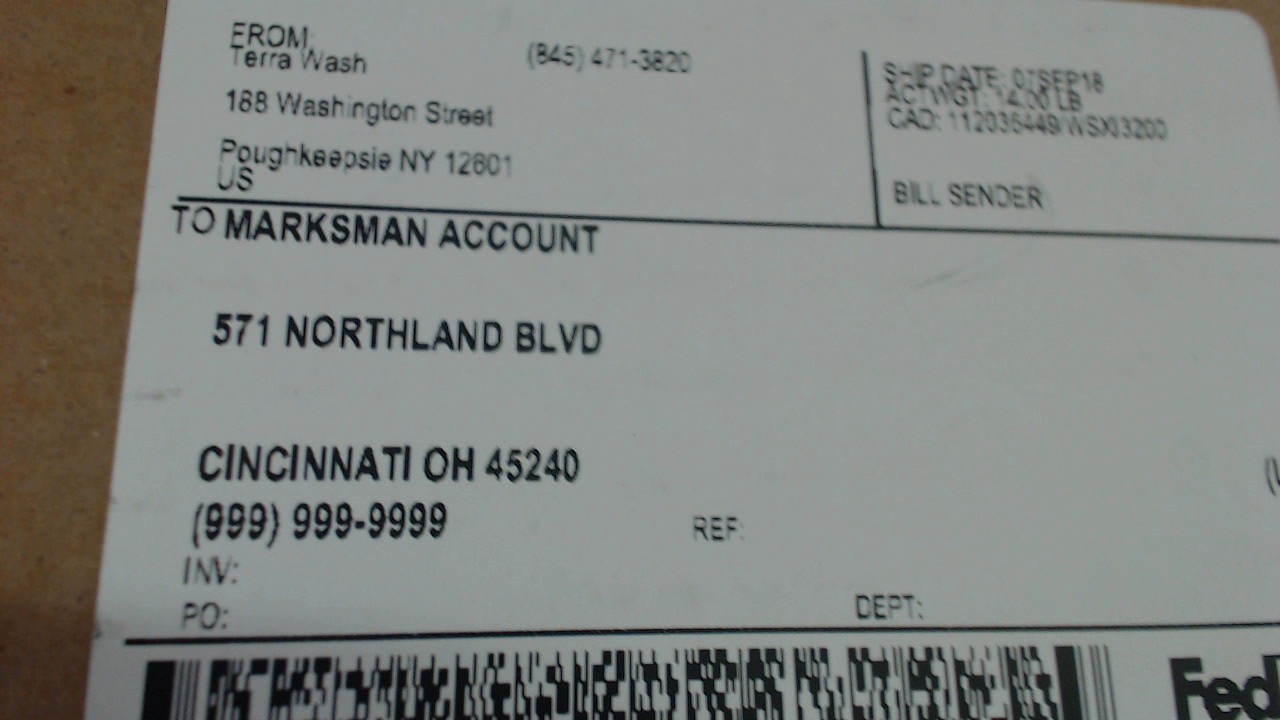 FROM:
Terra Wash (845) 471-3820
188 Washington Street
Poughkeepsie NY 12601
US
SHIP DATE: 07SEP18
ACTWGT: 14.00 LB
CAD: 112036449/WSXI3200
BILL SENDER
TO MARKSMAN ACCOUNT
571 NORTHLAND BLVD
CINCINNATI OH 45240
(999) 999-9999
REF:
INV:
PO:
DEPT:
FedE